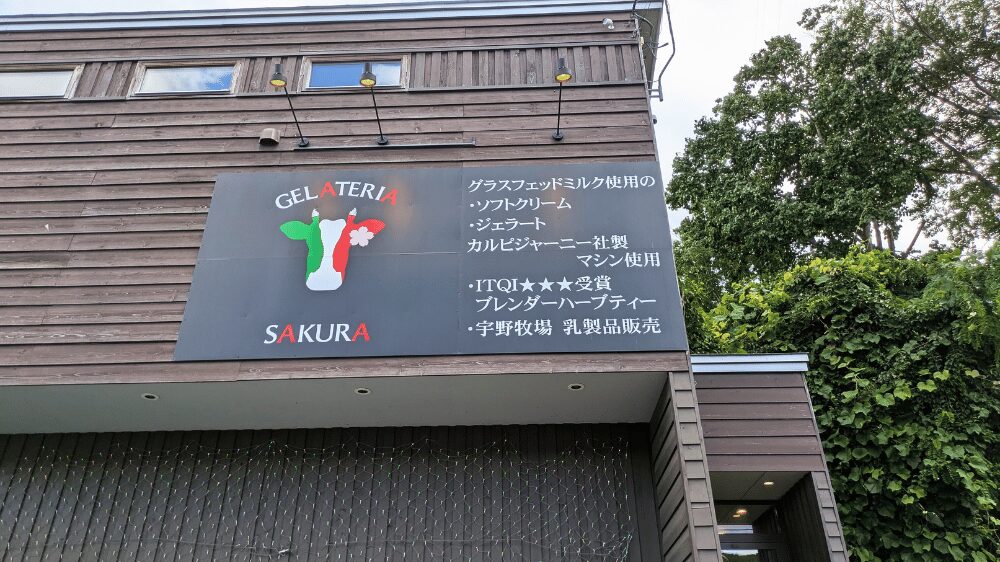 GELATERIA
SAKURA
グラスフェッドミルク使用の
・ソフトクリーム
・ジェラート
カルピジャーニー社製
マシン使用
・ITQI★★★受賞
ブレンダーハーブティー
・宇野牧場 乳製品販売